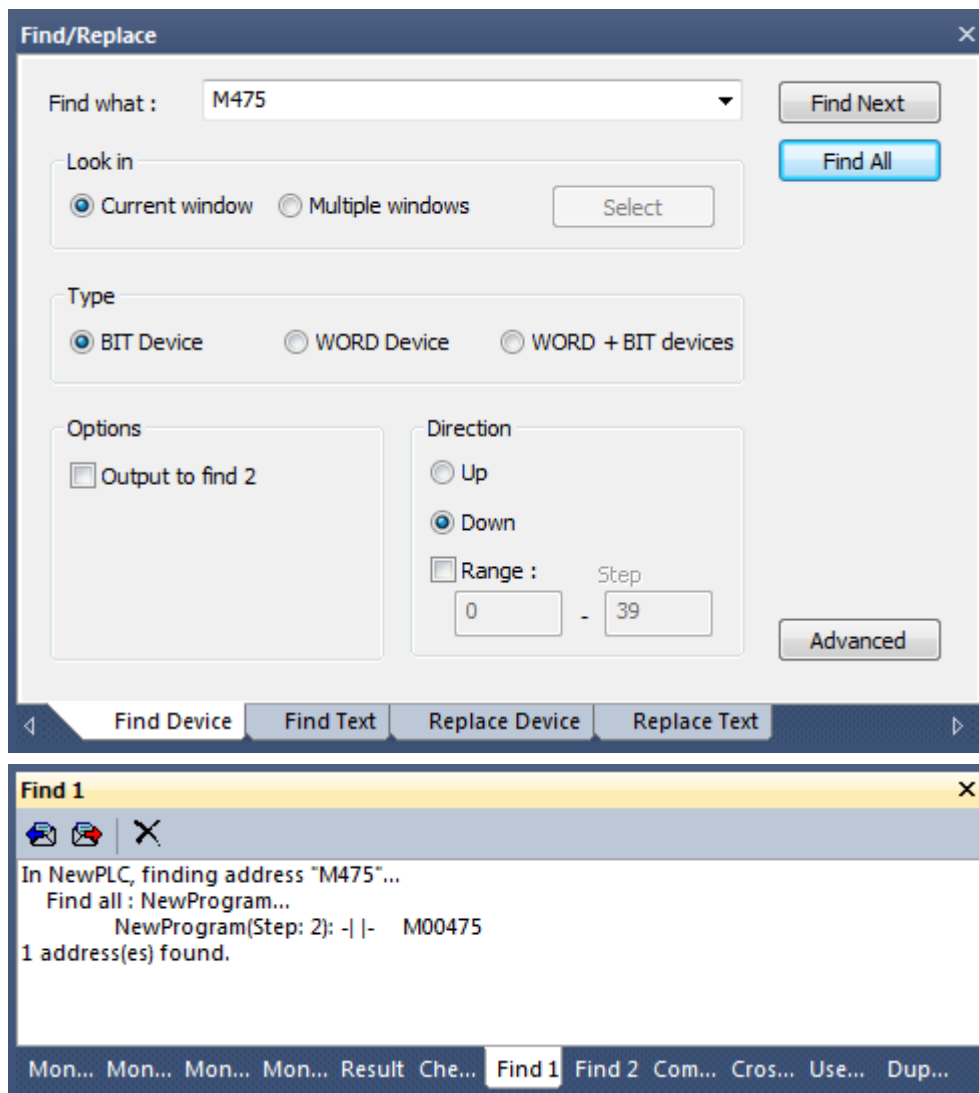 Find/Replace
Find what :
M475
Find Next
Find All
Look in
Current window
Multiple windows
Select
Type
BIT Device
WORD Device
WORD + BIT devices
Options
Output to find 2
Direction
Up
Down
Range :
Step
0
-
39
Advanced
Find Device
Find Text
Replace Device
Replace Text
Find 1
In NewPLC, finding address "M475"...
Find all : NewProgram...
NewProgram(Step: 2): -| |- M00475
1 address(es) found.
Mon... Mon... Mon... Mon... Result Che... Find 1 Find 2 Com... Cros... Use... Dup...